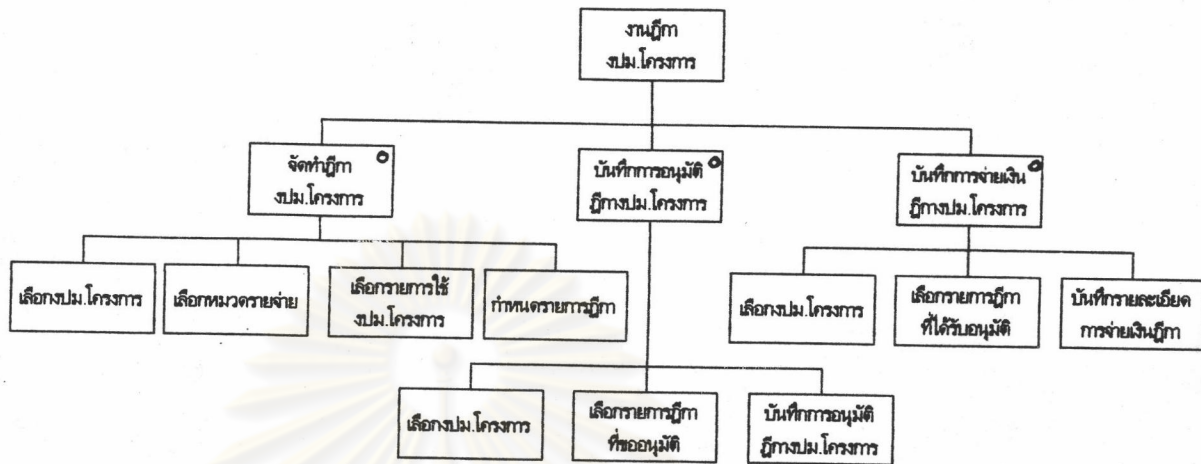 งานฎีกา
งปม.โครงการ
จัดทำฎีกา
งปม.โครงการ
บันทึกการอนุมัติ
ฎีกางปม.โครงการ
บันทึกการจ่ายเงิน
ฎีกางปม.โครงการ
เลือกงปม.โครงการ
เลือกหมวดรายจ่าย
เลือกรายการใช้
งปม.โครงการ
กำหนดรายการฎีกา
เลือกงปม.โครงการ
เลือกรายการฎีกา
ที่ได้รับอนุมัติ
บันทึกรายละเอียด
การจ่ายเงินฎีกา
เลือกงปม.โครงการ
เลือกรายการฎีกา
ที่ขออนุมัติ
บันทึกการอนุมัติ
ฎีกางปม.โครงการ